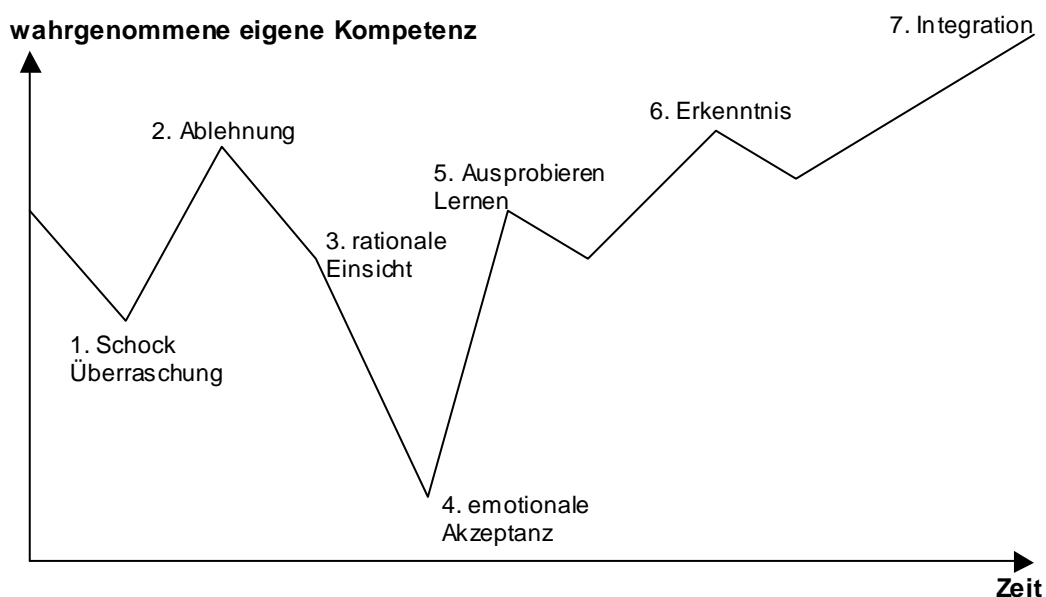 wahrgenommene eigene Kompetenz
7. Integration
6. Erkenntnis
2. Ablehnung
5. Ausprobieren
Lernen
3. rationale
Einsicht
1. Schock
Überraschung
4. emotionale
Akzeptanz
Zeit